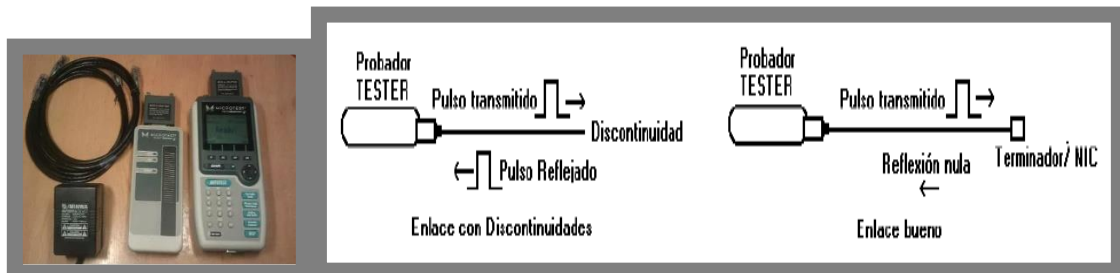 MICROTEST
Probador
TESTER
Pulso transmitido
Discontinuidad
Pulso Reflejado
Enlace con Discontinuidades
Probador
TESTER
Pulso transmitido
Reflexión nula
Terminador/ NIC
Enlace bueno